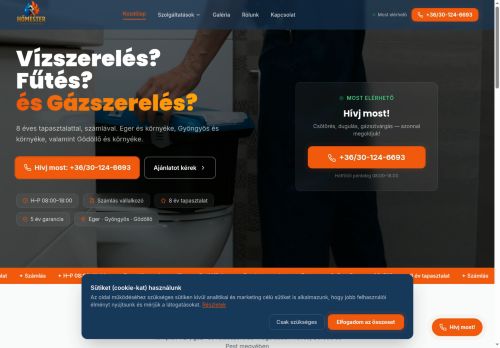 HŐMESTER
Kezdőlap
Szolgáltatások
Galéria
Rólunk
Kapcsolat
Most elérhető
+36/30-124-6693
Vízszerelés?
Fűtés?
és Gázszerelés?
8 éves tapasztalattal, számlával. Eger és környéke, Gyöngyös és
környéke, valamint Gödöllő és környéke.
Hívj most: +36/30-124-6693
Ajánlatot kérek
H-P 08:00-18:00
Számlás vállalkozó
8 év tapasztalat
5 év garancia
Eger · Gyöngyös · Gödöllő
MOST ELÉRHETŐ
Hívj most!
Csőtörés, dugulás, gázszivárgás — azonnal
megoldjuk!
+36/30-124-6693
Hétfőtől péntekig 08:00-18:00
Számlás
8 év tapasztalat
Számlás
Sütiket (cookie-kat) használunk
Az oldal működéséhez szükséges sütiken kívül analitikai és marketing célú sütiket is alkalmazunk, hogy jobb felhasználói
élményt nyújtsunk és mérjük a látogatásokat. Részletek
Csak szükséges
Elfogadom az összeset
Hívj most!
Pest megyében